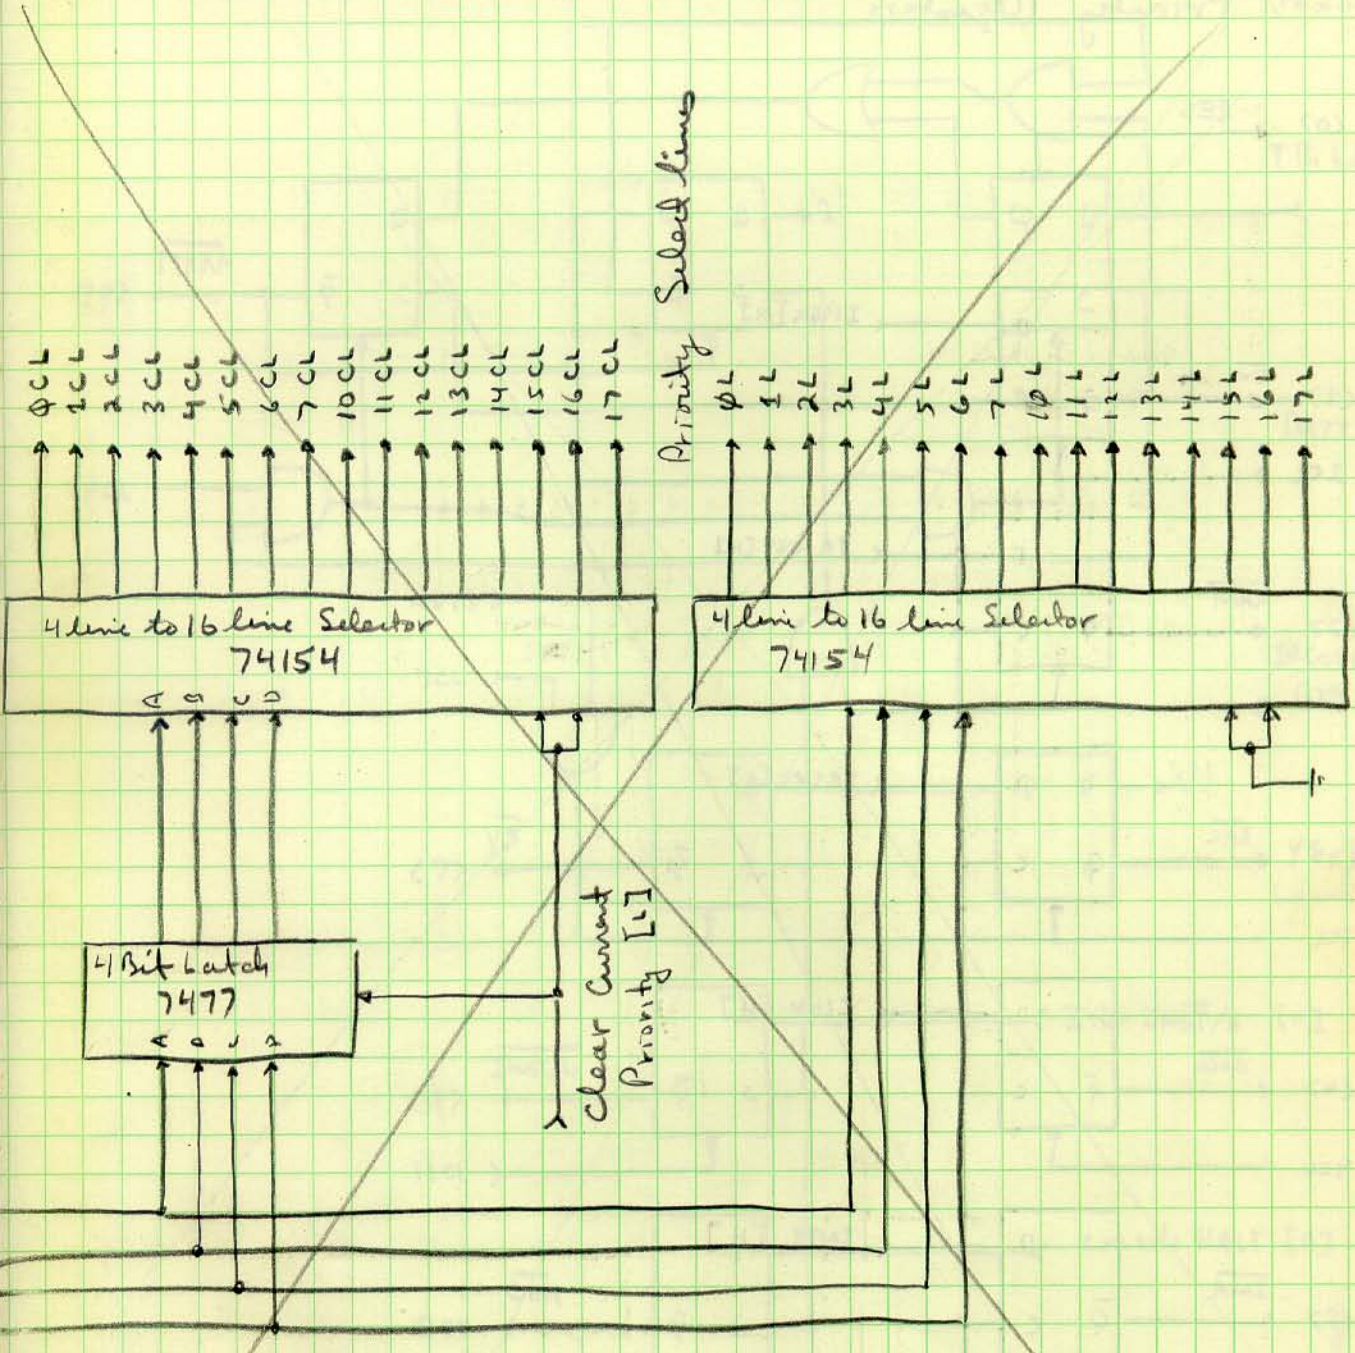 Priority Select lines
0CL
1CL
2CL
3CL
4CL
5CL
6CL
7CL
10CL
11CL
12CL
13CL
14CL
15CL
16CL
17CL
0L
1L
2L
3L
4L
5L
6L
7L
10L
11L
12L
13L
14L
15L
16L
17L
4 line to 16 line Selector
74154
A B C D
4 line to 16 line Selector
74154
4 Bit Latch
7477
A B C D
Clear Current
Priority [L]